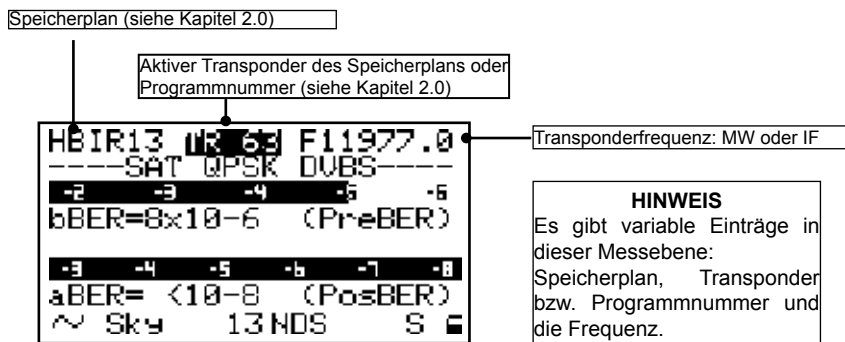 Speicherplan (siehe Kapitel 2.0)
Aktiver Transponder des Speicherplans oder
Programmnummer (siehe Kapitel 2.0)
HBIR13 TR 63 F11977.0
----SAT QPSK DVBS----
-2 -3 -4 -5 -6
bBER=8x10-6 (PreBER)
-3 -4 -5 -6 -7 -8
aBER= <10-8 (PosBER)
~ Sky 13NDS S
Transponderfrequenz: MW oder IF
HINWEIS
Es gibt variable Einträge in
dieser Messebene:
Speicherplan, Transponder
bzw. Programmnummer und
die Frequenz.